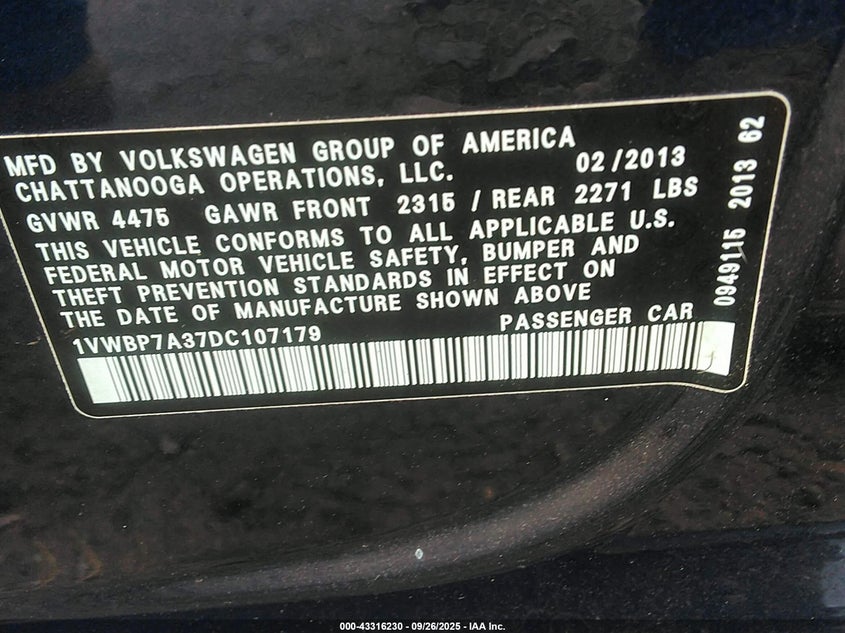 MFD BY VOLKSWAGEN GROUP OF AMERICA
CHATTANOOGA OPERATIONS, LLC. 02/2013
GVWR 4475 GAWR FRONT 2315 / REAR 2271 LBS
THIS VEHICLE CONFORMS TO ALL APPLICABLE U.S.
FEDERAL MOTOR VEHICLE SAFETY, BUMPER AND
THEFT PREVENTION STANDARDS IN EFFECT ON
THE DATE OF MANUFACTURE SHOWN ABOVE
1VWBP7A37DC107179 PASSENGER CAR
0949115 2013 62
000-43316230 - 09/26/2025 - IAA Inc.